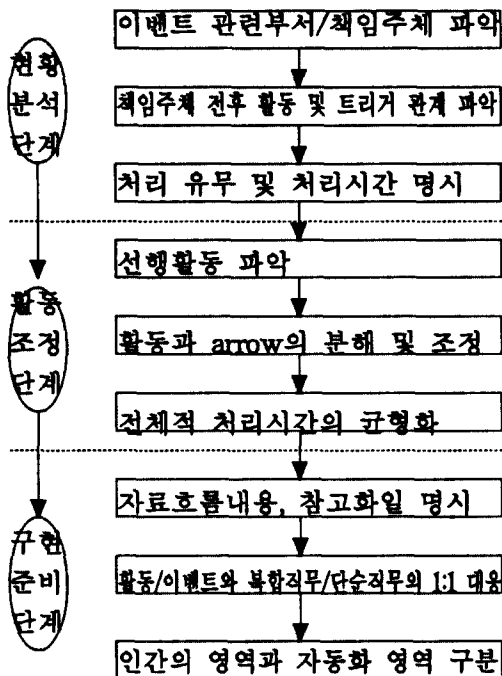 이벤트 관련부서/책임주체 파악
현황
분석
단계
책임주체 전후 활동 및 트리거 관계 파악
처리 유무 및 처리시간 명시
선행활동 파악
활동
조정
단계
활동과 arrow의 분해 및 조정
전체적 처리시간의 균형화
자료흐름내용, 참고화일 명시
구현
준비
단계
활동/이벤트와 복합직무/단순직무의 1:1 대응
인간의 영역과 자동화 영역 구분